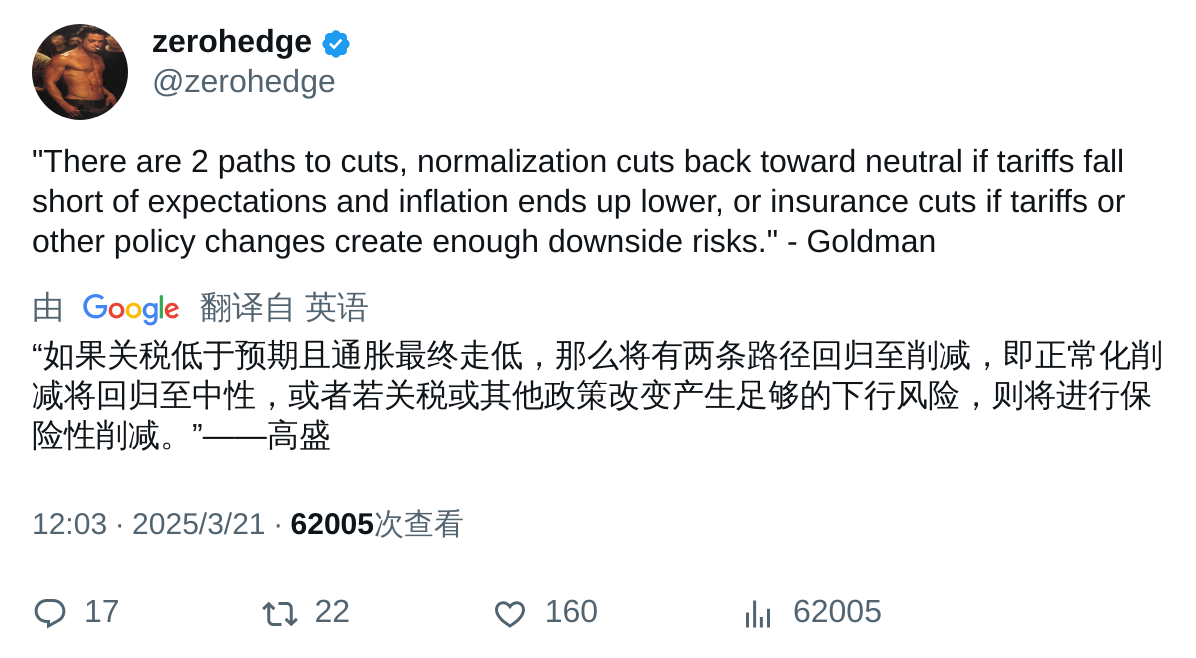 zerohedge
@zerohedge
"There are 2 paths to cuts, normalization cuts back toward neutral if tariffs fall
short of expectations and inflation ends up lower, or insurance cuts if tariffs or
other policy changes create enough downside risks." - Goldman
由 Google 翻译自 英语
“如果关税低于预期且通胀最终走低，那么将有两条路径回归至削减，即正常化削
减将回归至中性，或者若关税或其他政策改变产生足够的下行风险，则将进行保
险性削减。”——高盛
12:03 · 2025/3/21 · 62005次查看
17 22 160 62005